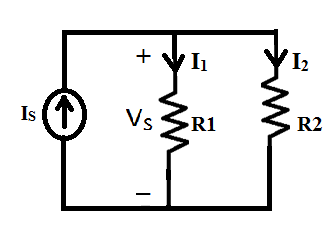 + I1 I2
Is Vs R1 R2
−